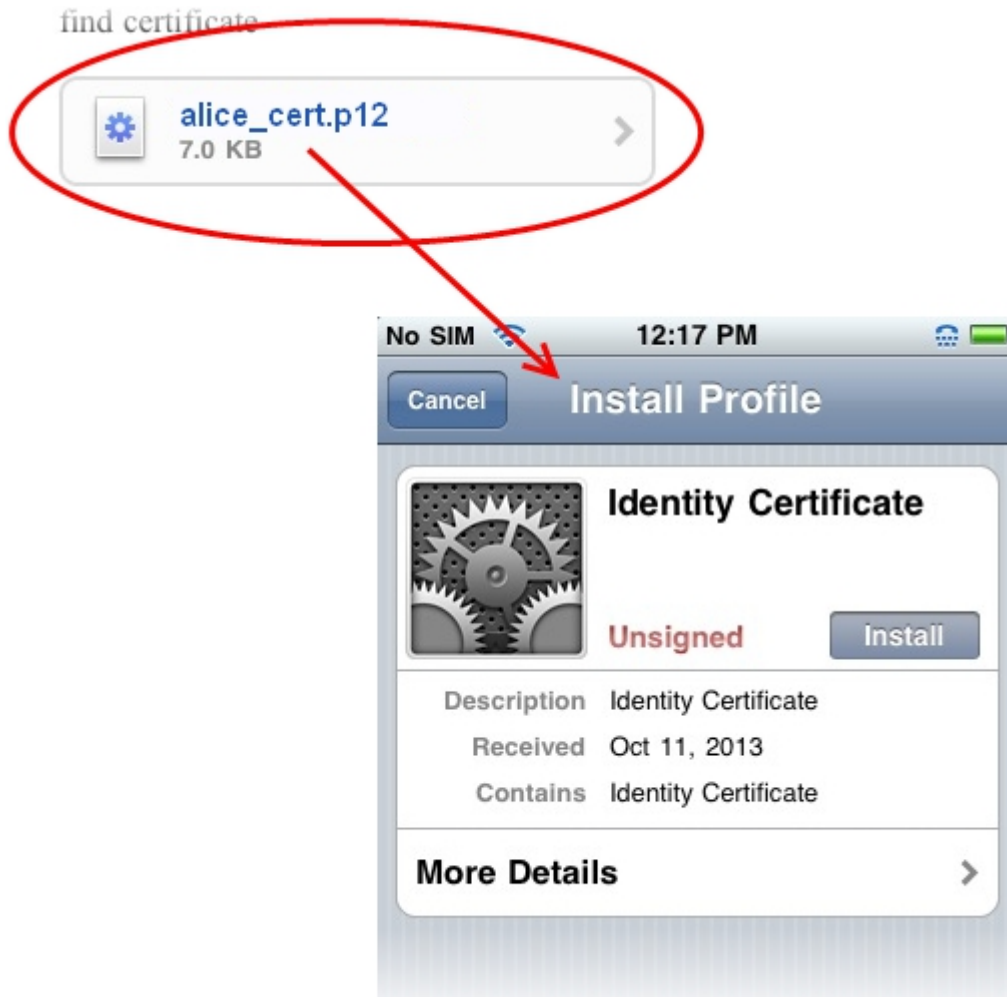 find certificate
alice_cert.p12
7.0 KB
No SIM 12:17 PM
Cancel Install Profile
Identity Certificate
Unsigned Install
Description Identity Certificate
Received Oct 11, 2013
Contains Identity Certificate
More Details